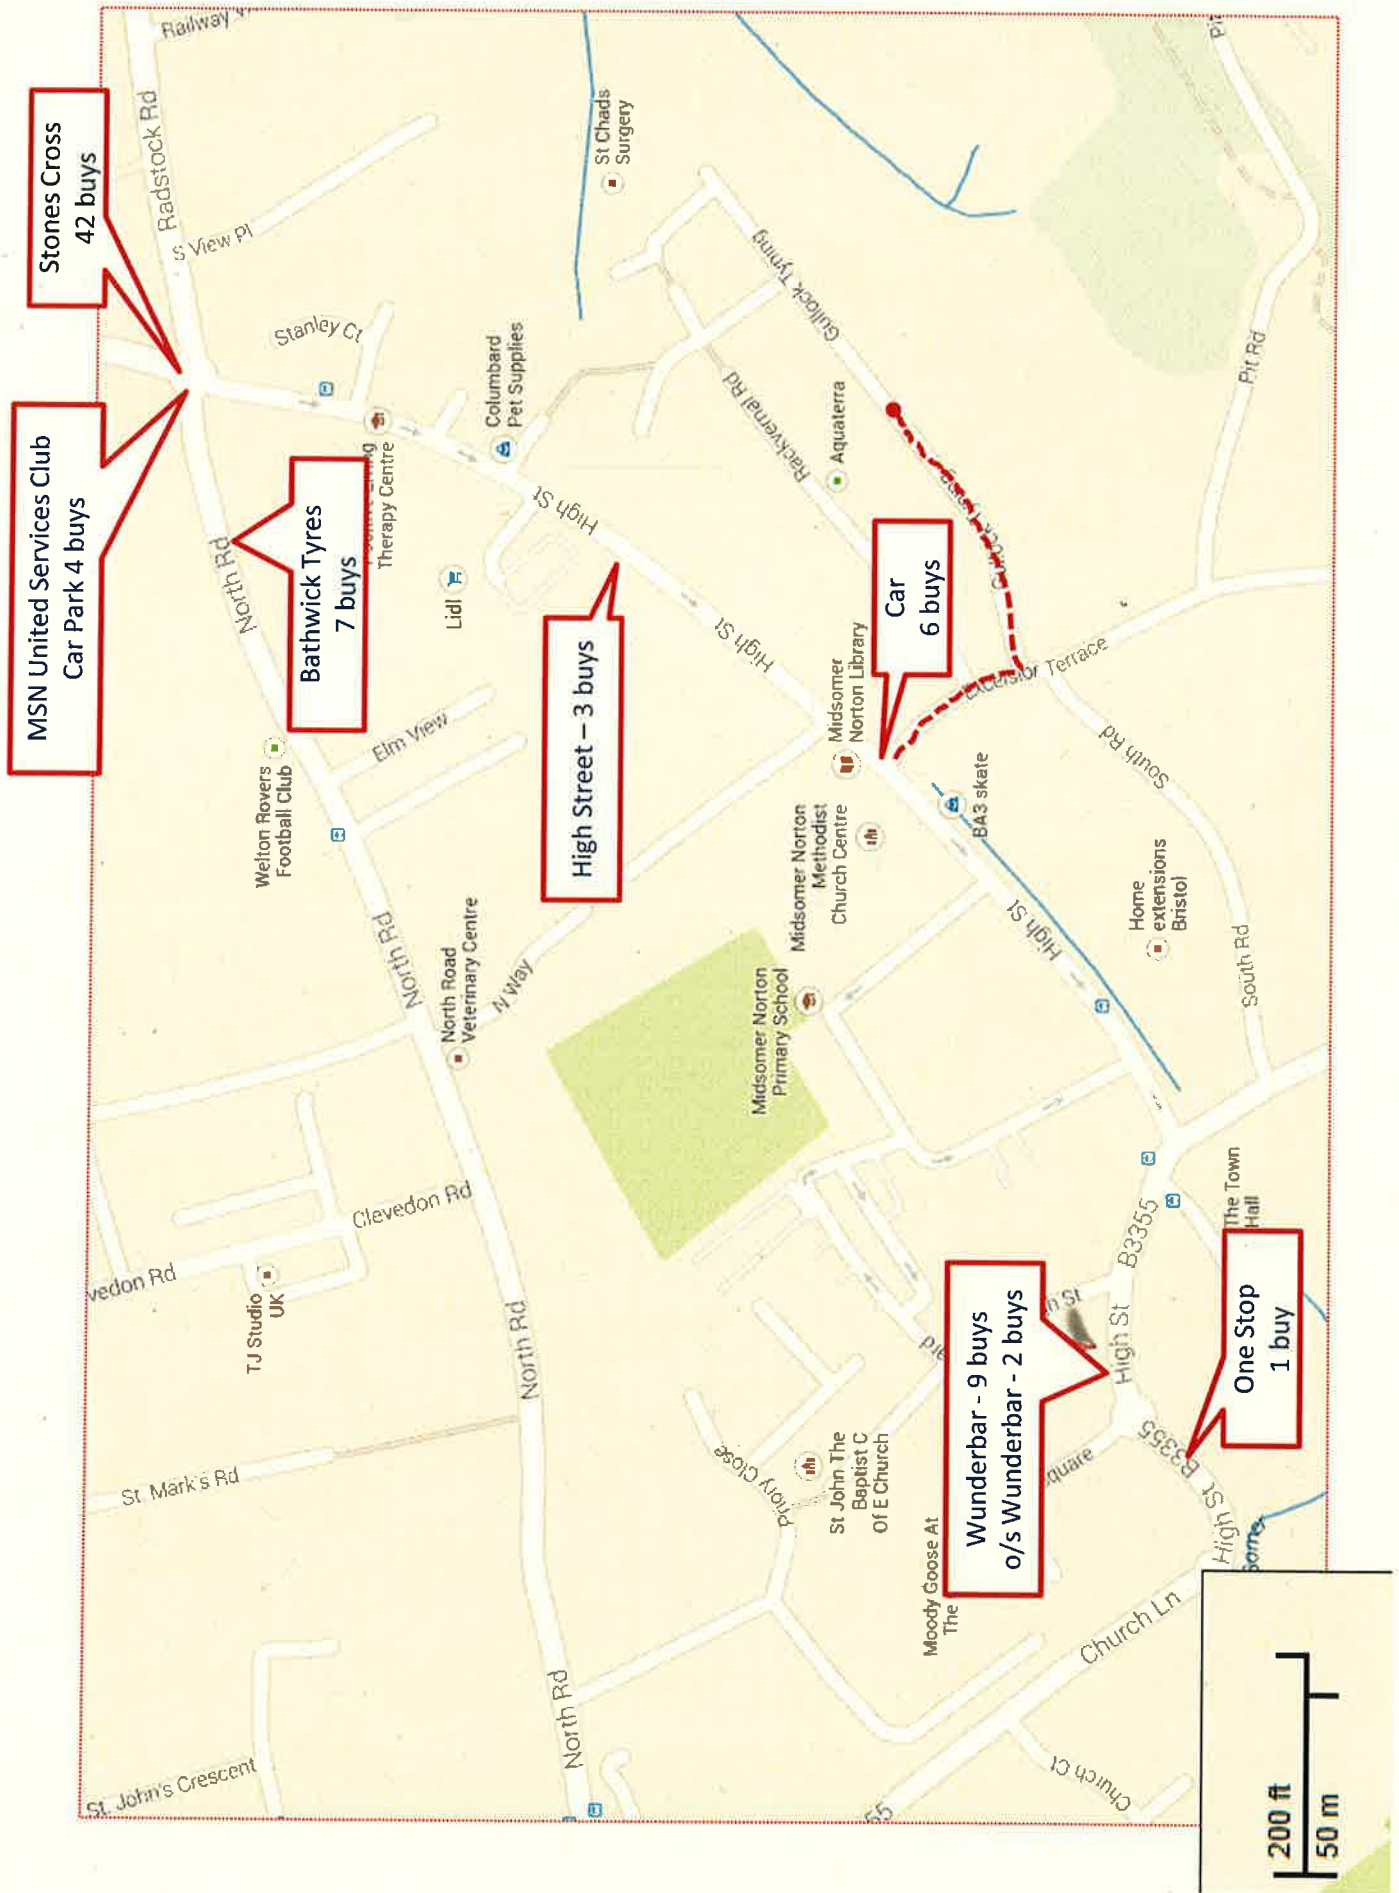 MSN United Services Club
Car Park 4 buys
Stones Cross
42 buys
Bathwick Tyres
7 buys
High Street – 3 buys
Car
6 buys
Wunderbar - 9 buys
o/s Wunderbar - 2 buys
One Stop
1 buy
St. John's Crescent
St. Mark's Rd
vedon Rd
TJ Studio
UK
Clevedon Rd
Welton Rovers
Football Club
North Rd
North Rd
North Rd
North Rd
Radstock Rd
Railway
S View Pl
Stanley Ct
Therapy Centre
Columbard
Pet Supplies
St Chads
Surgery
Lidl
Elm View
North Road
Veterinary Centre
N Way
High St
High St
Rackvernal Rd
Gullock Tyning
Gullock Tyning
Aquaterra
Midsomer
Norton Library
Midsomer Norton
Methodist
Church Centre
Midsomer Norton
Primary School
BA3 skate
Excelsior Terrace
Pit Rd
Pit
South Rd
South Rd
Home
extensions
Bristol
High St
B3355
The Town
Hall
High St
h St
B3355
High St
Square
Priory Close
St John The
Baptist C
Of E Church
Moody Goose At
The
Church Ln
Church Ct
Somer
55
200 ft
50 m